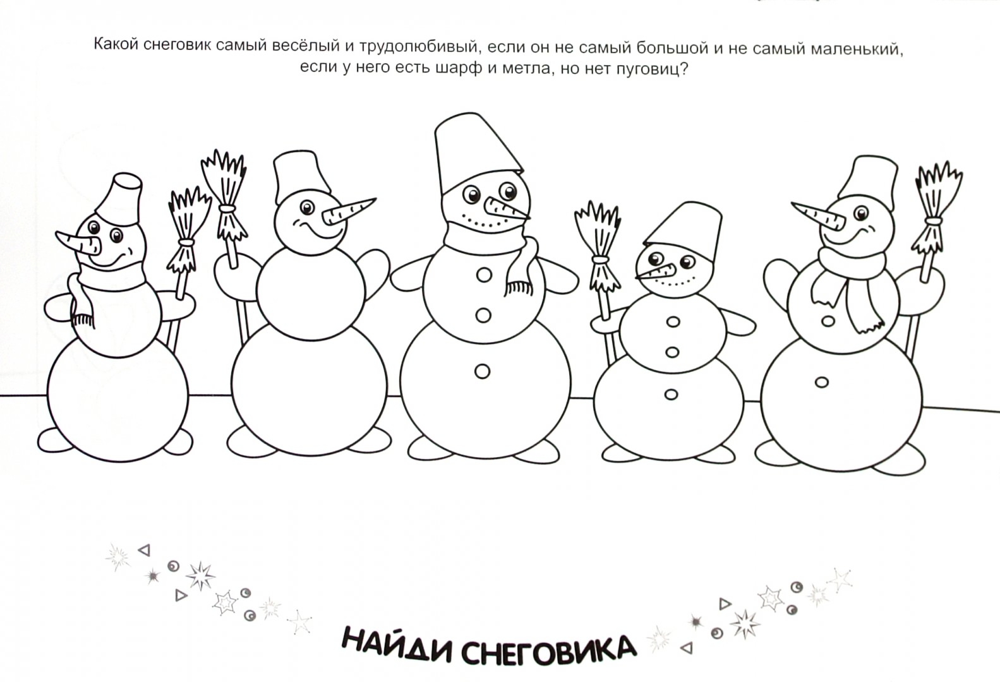 Какой снеговик самый весёлый и трудолюбивый, если он не самый большой и не самый маленький,
если у него есть шарф и метла, но нет пуговиц?
НАЙДИ СНЕГОВИКА